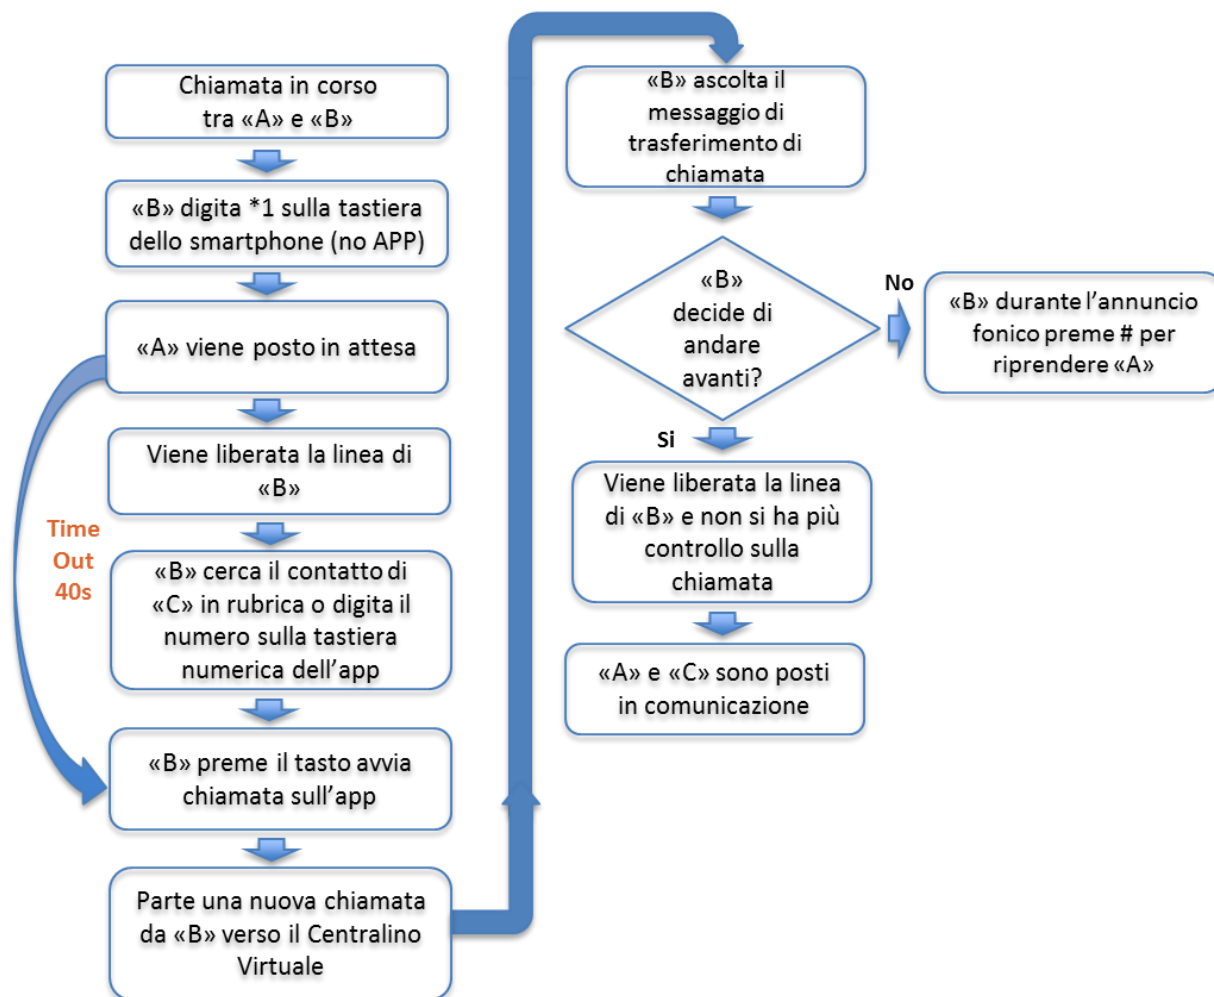 Chiamata in corso
tra «A» e «B»
«B» digita *1 sulla tastiera
dello smartphone (no APP)
«A» viene posto in attesa
Viene liberata la linea di
«B»
Time
Out
40s
«B» cerca il contatto di
«C» in rubrica o digita il
numero sulla tastiera
numerica dell’app
«B» preme il tasto avvia
chiamata sull’app
Parte una nuova chiamata
da «B» verso il Centralino
Virtuale
«B» ascolta il
messaggio di
trasferimento di
chiamata
«B»
decide di
andare
avanti?
No
«B» durante l’annuncio
fonico preme # per
riprendere «A»
Si
Viene liberata la linea
di «B» e non si ha più
controllo sulla
chiamata
«A» e «C» sono posti
in comunicazione